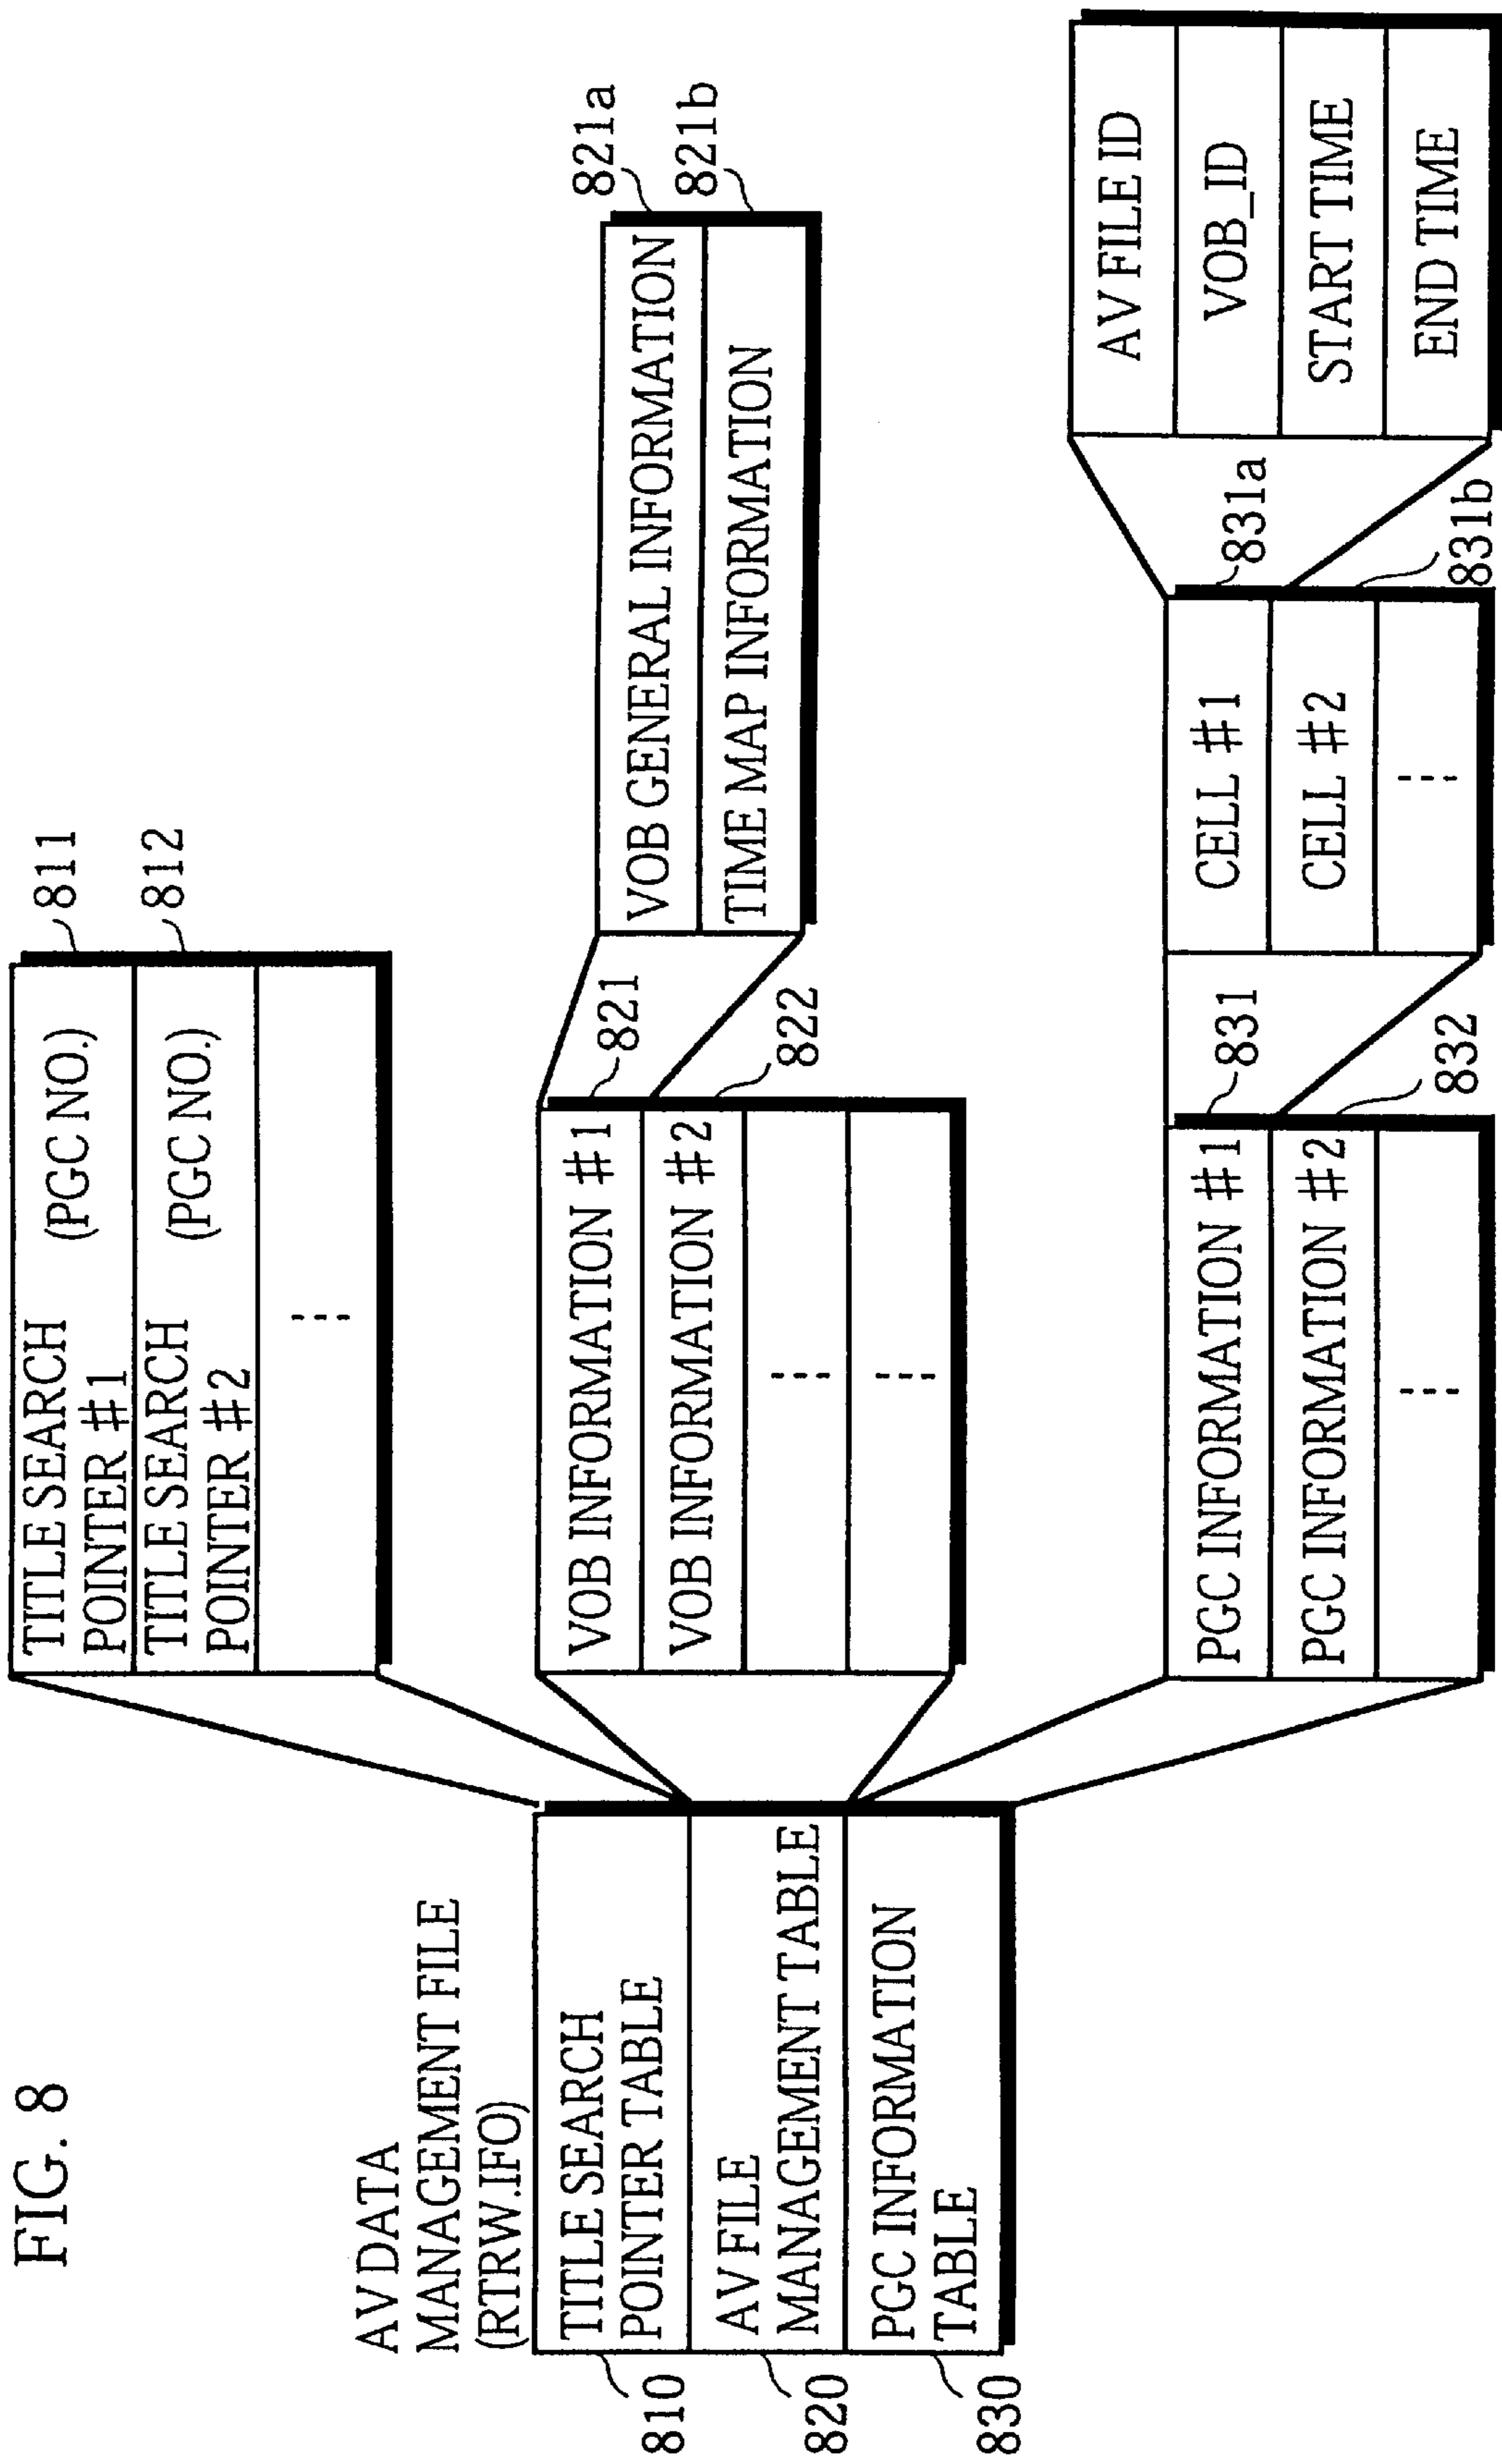 FIG. 8
AV DATA
MANAGEMENT FILE
(RTRW.IFO)
TITLE SEARCH
POINTER TABLE
810
AV FILE
MANAGEMENT TABLE
820
PGC INFORMATION
TABLE
830
TITLE SEARCH
POINTER #1
(PGC NO.)
811
TITLE SEARCH
POINTER #2
(PGC NO.)
812
⋮
VOB INFORMATION #1
821
VOB INFORMATION #2
822
⋮
⋮
VOB GENERAL INFORMATION
821a
TIME MAP INFORMATION
821b
PGC INFORMATION #1
831
PGC INFORMATION #2
832
⋮
CELL #1
831a
CELL #2
831b
⋮
AV FILE ID
VOB_ID
START TIME
END TIME